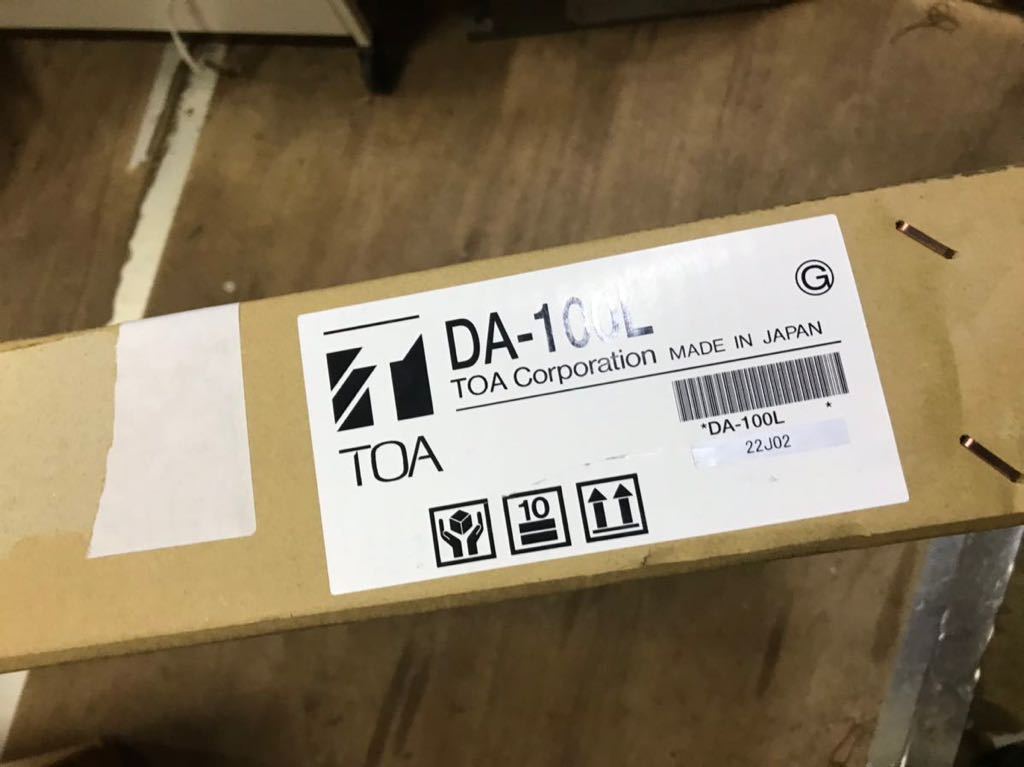 DA-100L
G
TOA Corporation MADE IN JAPAN
TOA
*DA-100L *
22J02
10